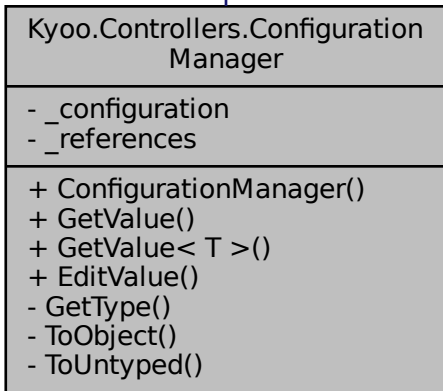 Kyoo.Controllers.Configuration
Manager
- _configuration
- _references
+ ConfigurationManager()
+ GetValue()
+ GetValue< T >()
+ EditValue()
- GetType()
- ToObject()
- ToUntyped()